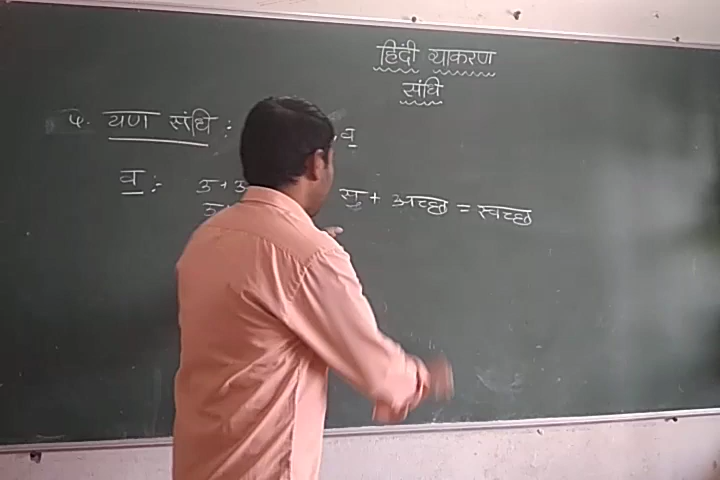 हिंदी व्याकरण
संधि
५. यण संधि : व
व :- उ + सु + अच्छ = स्वच्छ
उ